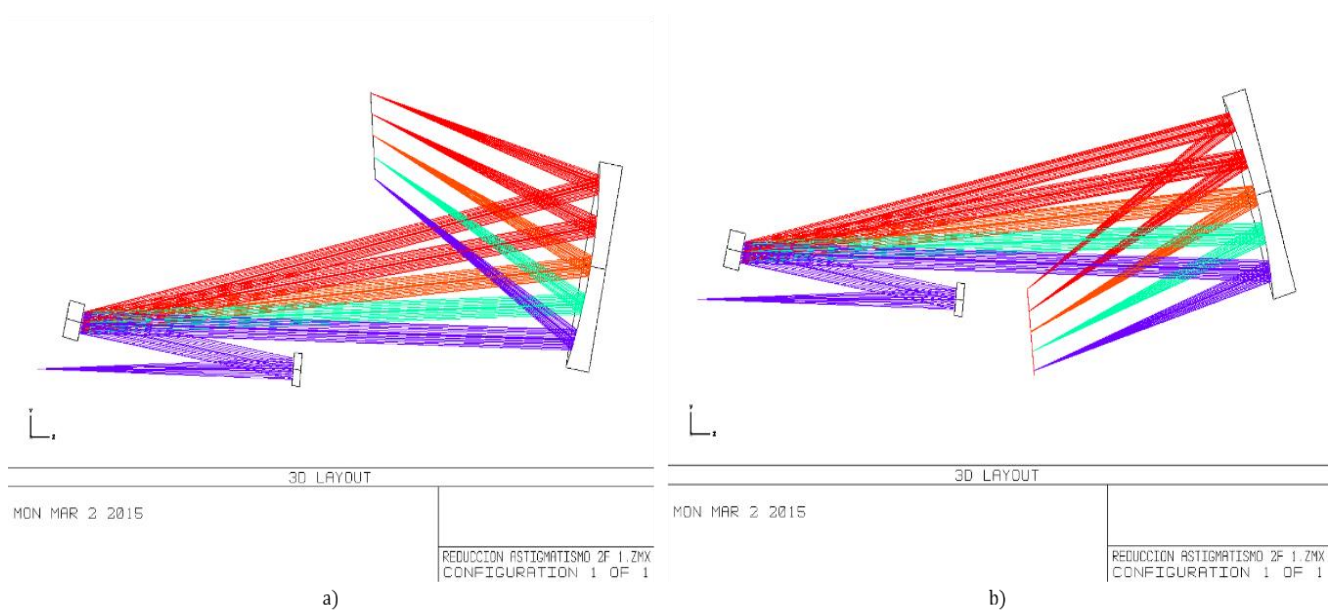 Y
Z
3D LAYOUT
MON MAR 2 2015
REDUCCION ASTIGMATISMO 2F 1.ZMX
CONFIGURATION 1 OF 1
a)
Y
Z
3D LAYOUT
MON MAR 2 2015
REDUCCION ASTIGMATISMO 2F 1.ZMX
CONFIGURATION 1 OF 1
b)